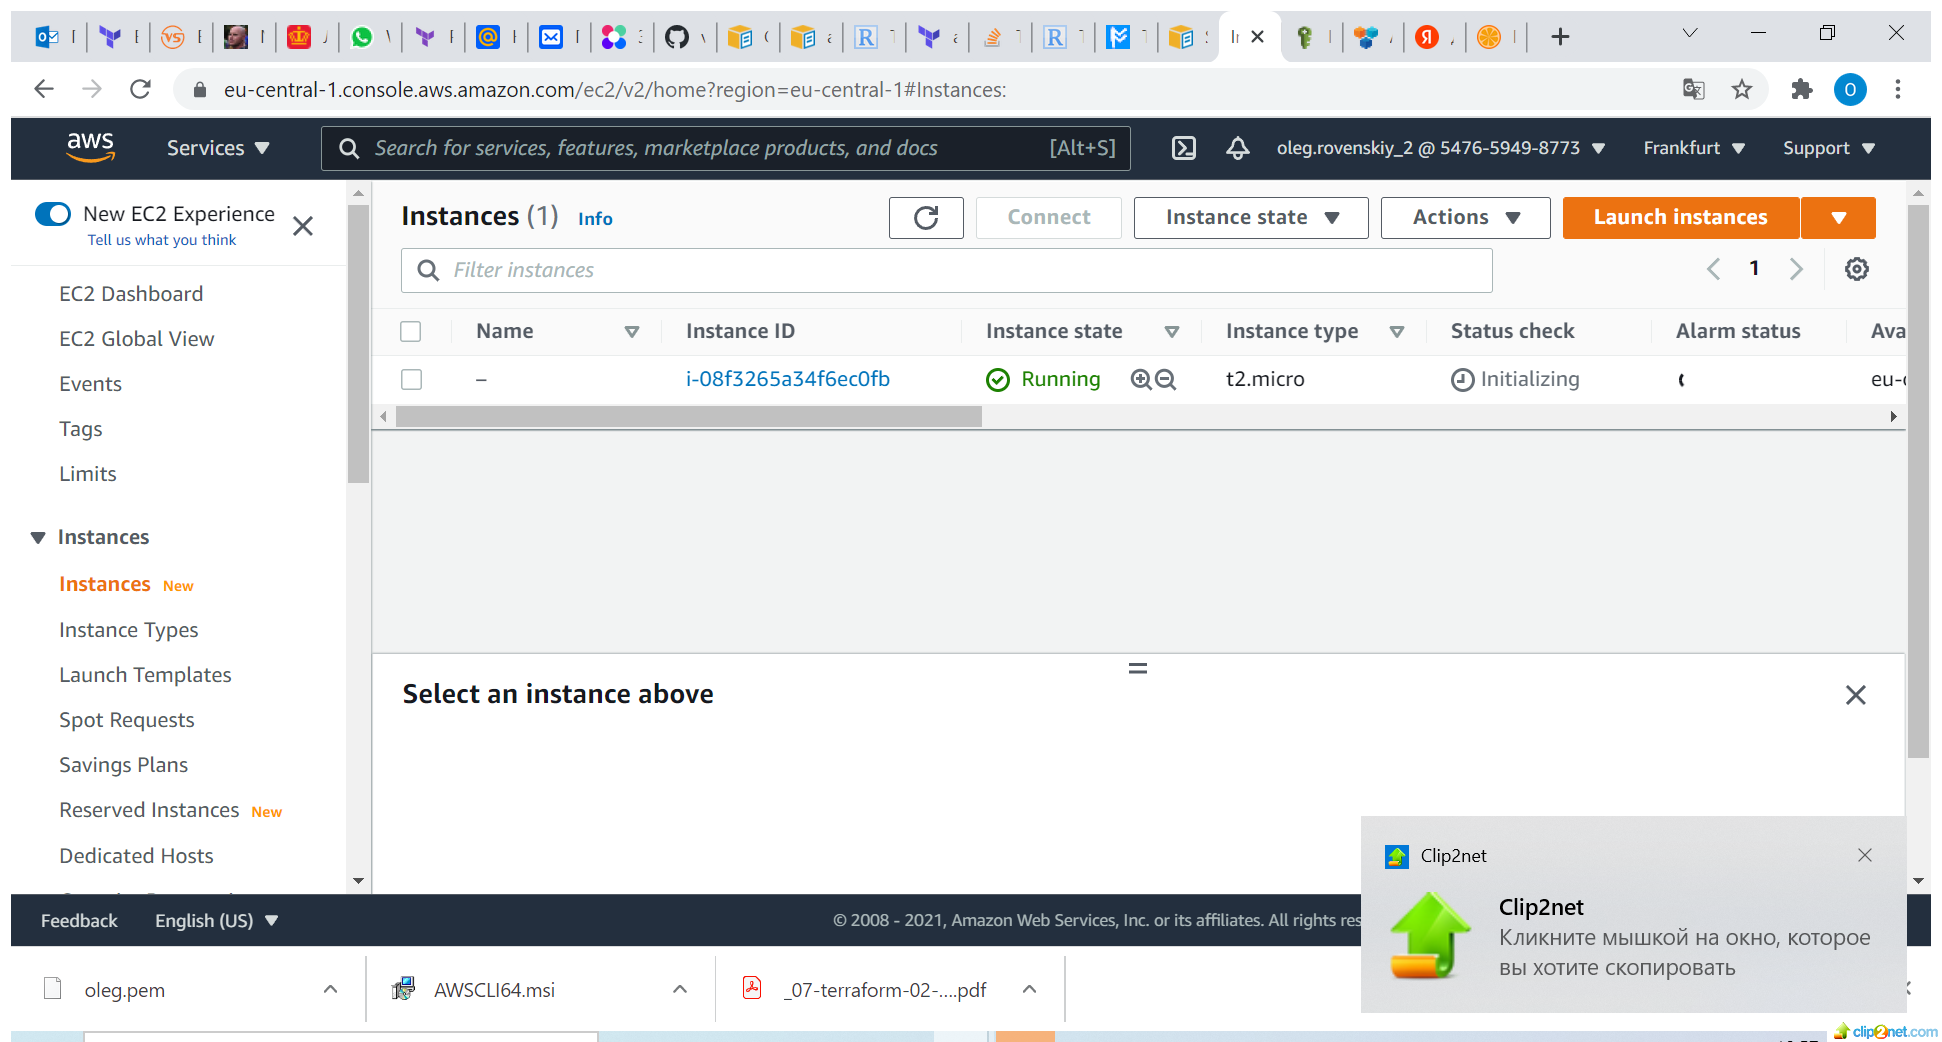 eu-central-1.console.aws.amazon.com/ec2/v2/home?region=eu-central-1#Instances:
O
aws
Services
Search for services, features, marketplace products, and docs
[Alt+S]
oleg.rovenskiy_2 @ 5476-5949-8773
Frankfurt
Support
New EC2 Experience
Tell us what you think
EC2 Dashboard
EC2 Global View
Events
Tags
Limits
Instances
Instances New
Instance Types
Launch Templates
Spot Requests
Savings Plans
Reserved Instances New
Dedicated Hosts
Instances (1) Info
Connect
Instance state
Actions
Launch instances
Filter instances
1
Name
Instance ID
Instance state
Instance type
Status check
Alarm status
Ava
–
i-08f3265a34f6ec0fb
Running
t2.micro
Initializing
eu-c
Select an instance above
Feedback
English (US)
© 2008 - 2021, Amazon Web Services, Inc. or its affiliates. All rights res
Clip2net
Clip2net
Кликните мышкой на окно, которое
вы хотите скопировать
oleg.pem
AWSCLI64.msi
_07-terraform-02-....pdf
clip2net.com